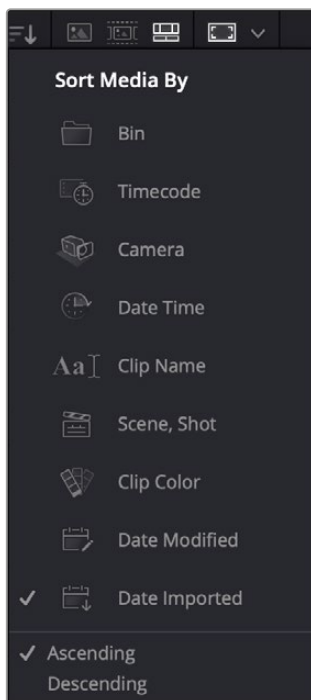 Sort Media By
Bin
Timecode
Camera
Date Time
Aa Clip Name
Scene, Shot
Clip Color
Date Modified
Date Imported
Ascending
Descending